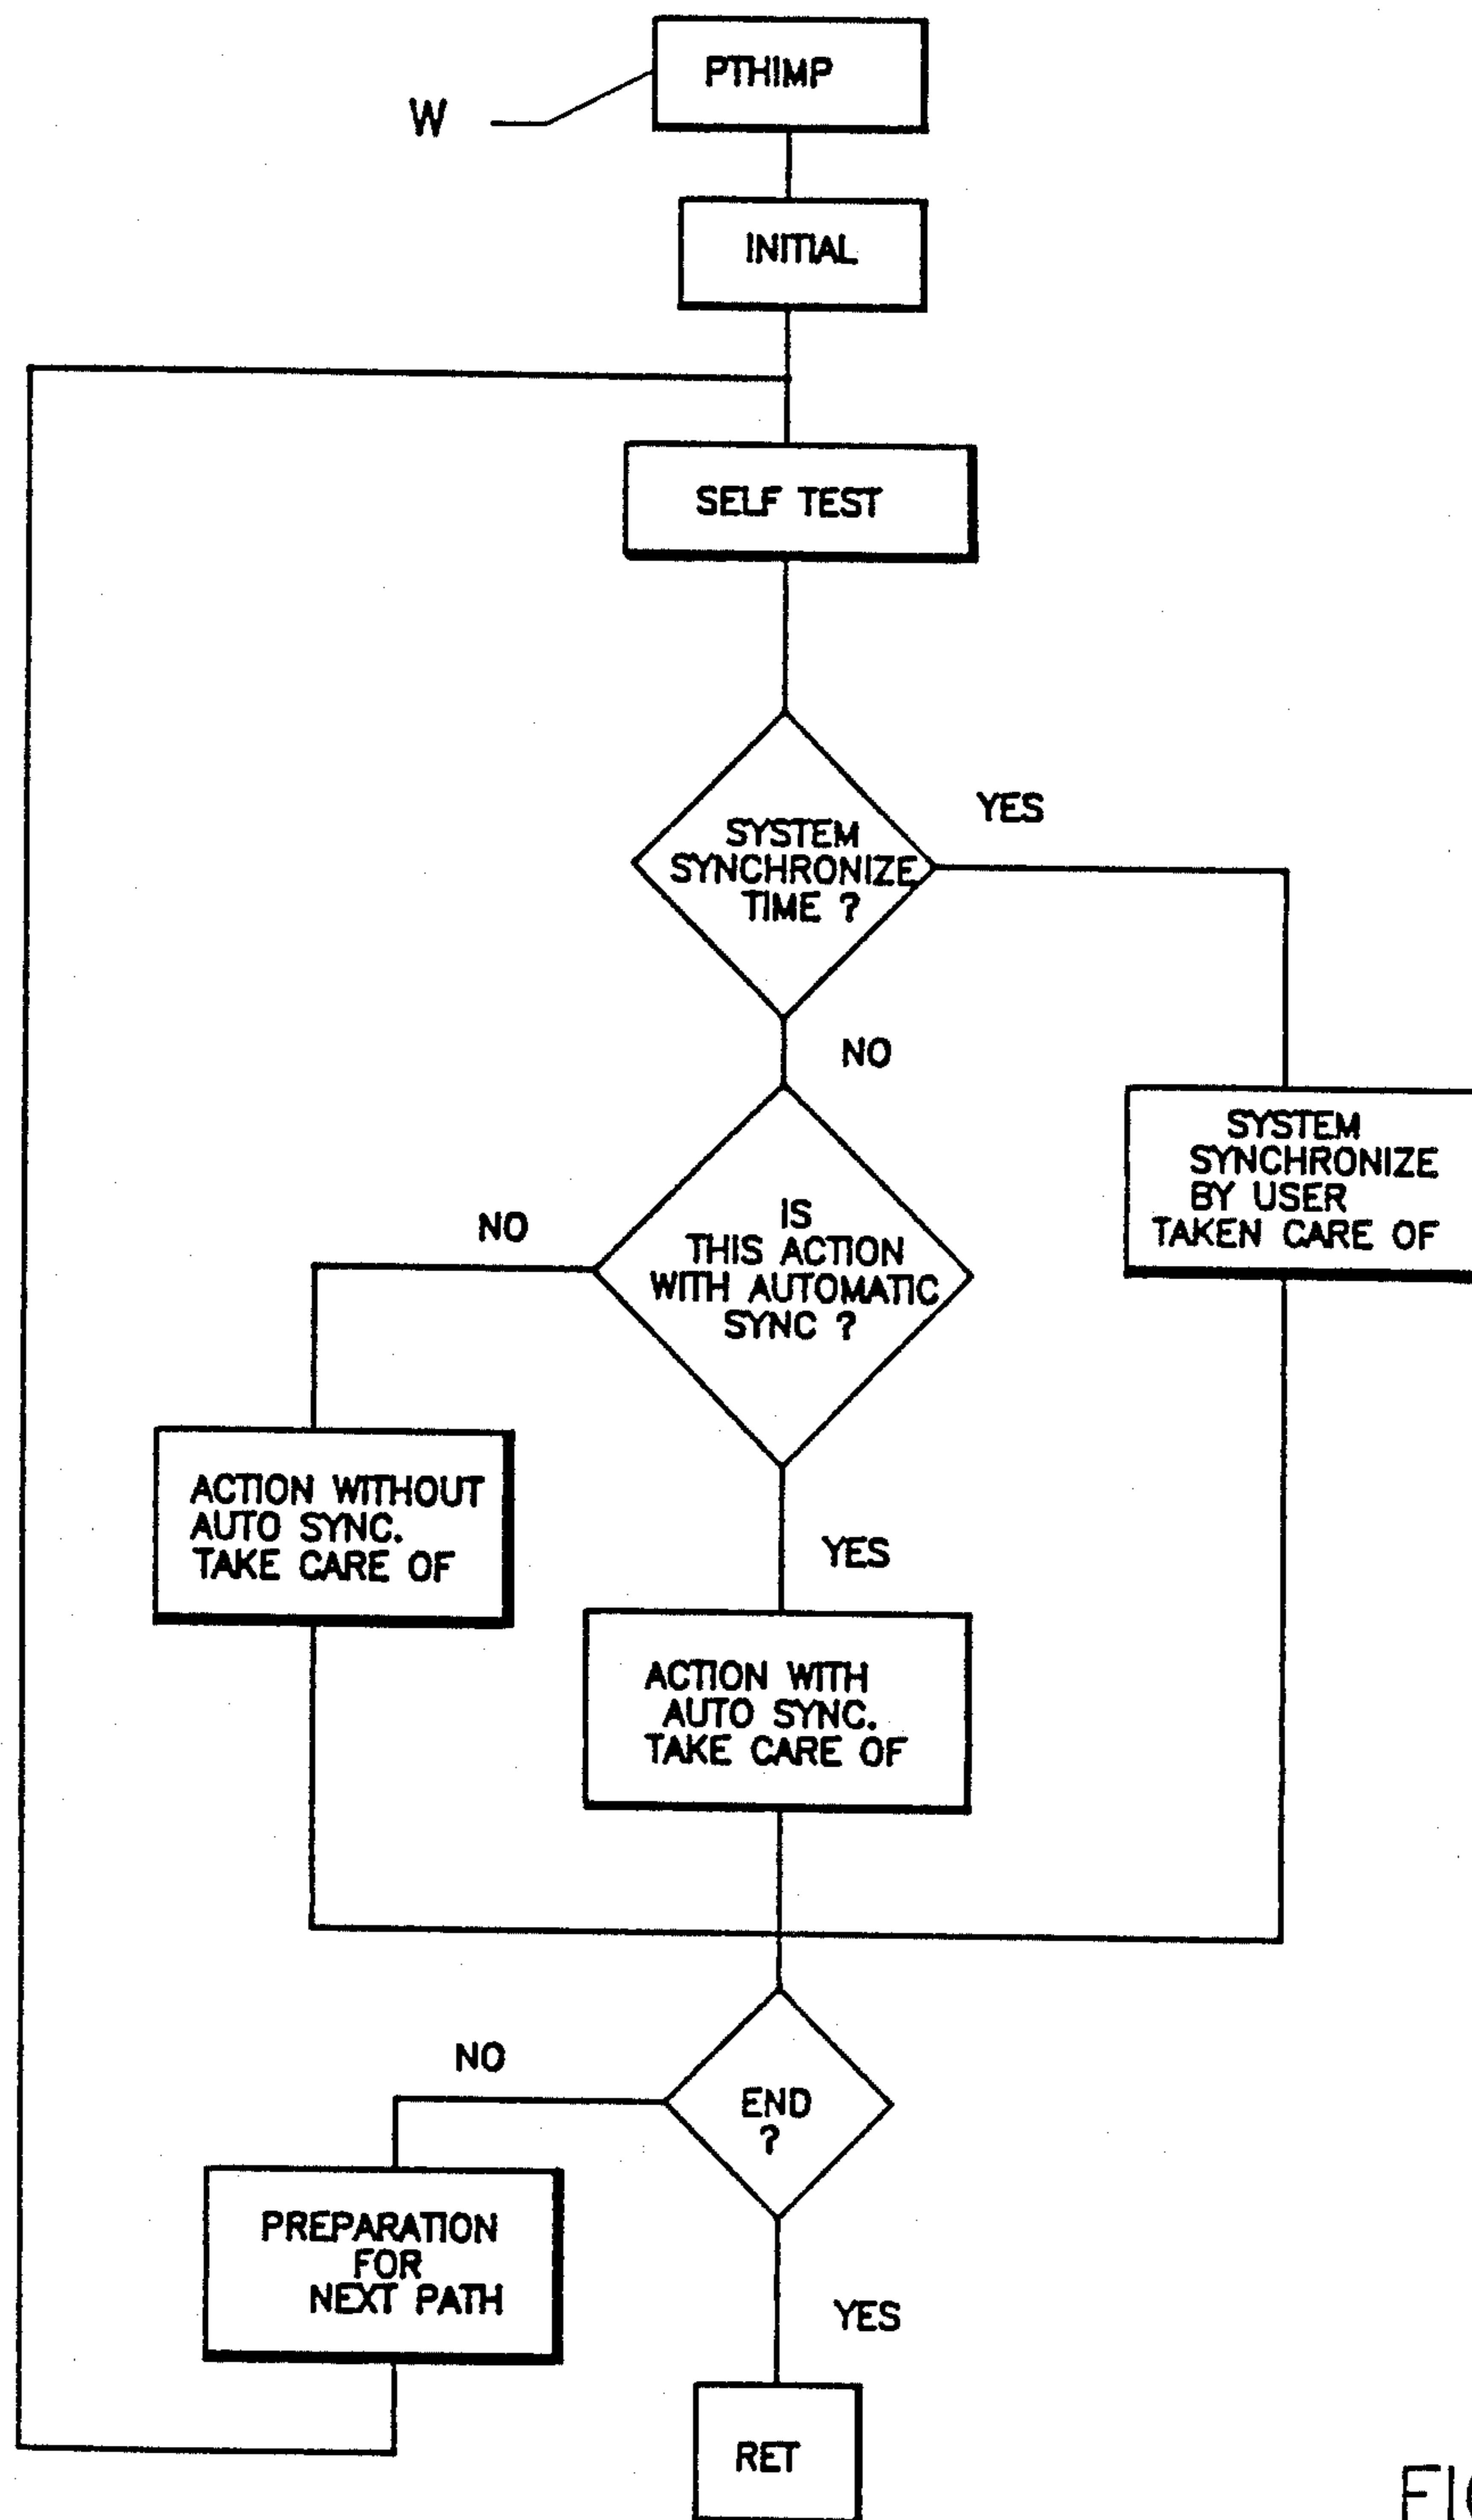 PTHIMP
W
INITIAL
SELF TEST
YES
SYSTEM
SYNCHRONIZE
TIME ?
NO
SYSTEM
SYNCHRONIZE
BY USER
TAKEN CARE OF
NO
IS
THIS ACTION
WITH AUTOMATIC
SYNC ?
ACTION WITHOUT
AUTO SYNC.
TAKE CARE OF
YES
ACTION WITH
AUTO SYNC.
TAKE CARE OF
NO
END
?
PREPARATION
FOR
NEXT PATH
YES
RET